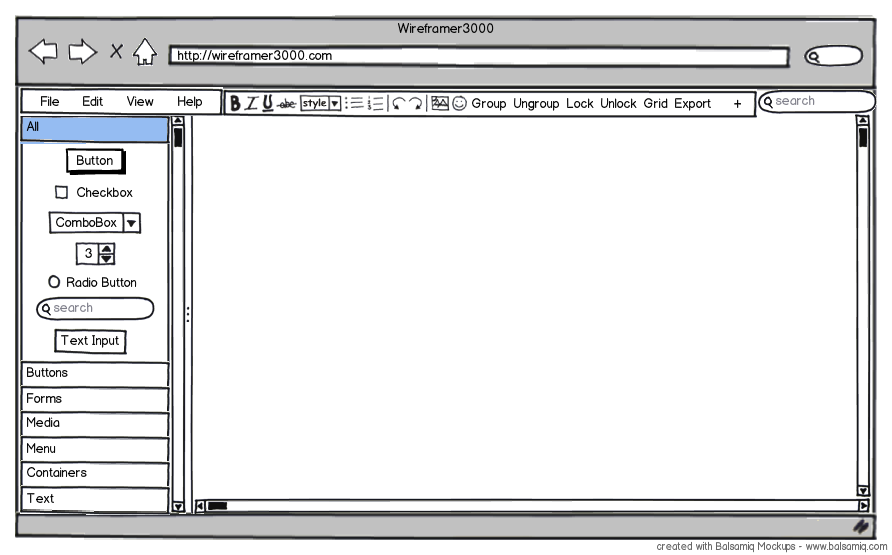 Wireframer3000
http://wireframer3000.com
File Edit View Help
B I U abc style Group Ungroup Lock Unlock Grid Export +
search
All
Button
Checkbox
ComboBox
3
Radio Button
search
Text Input
Buttons
Forms
Media
Menu
Containers
Text
created with Balsamiq Mockups - www.balsamiq.com